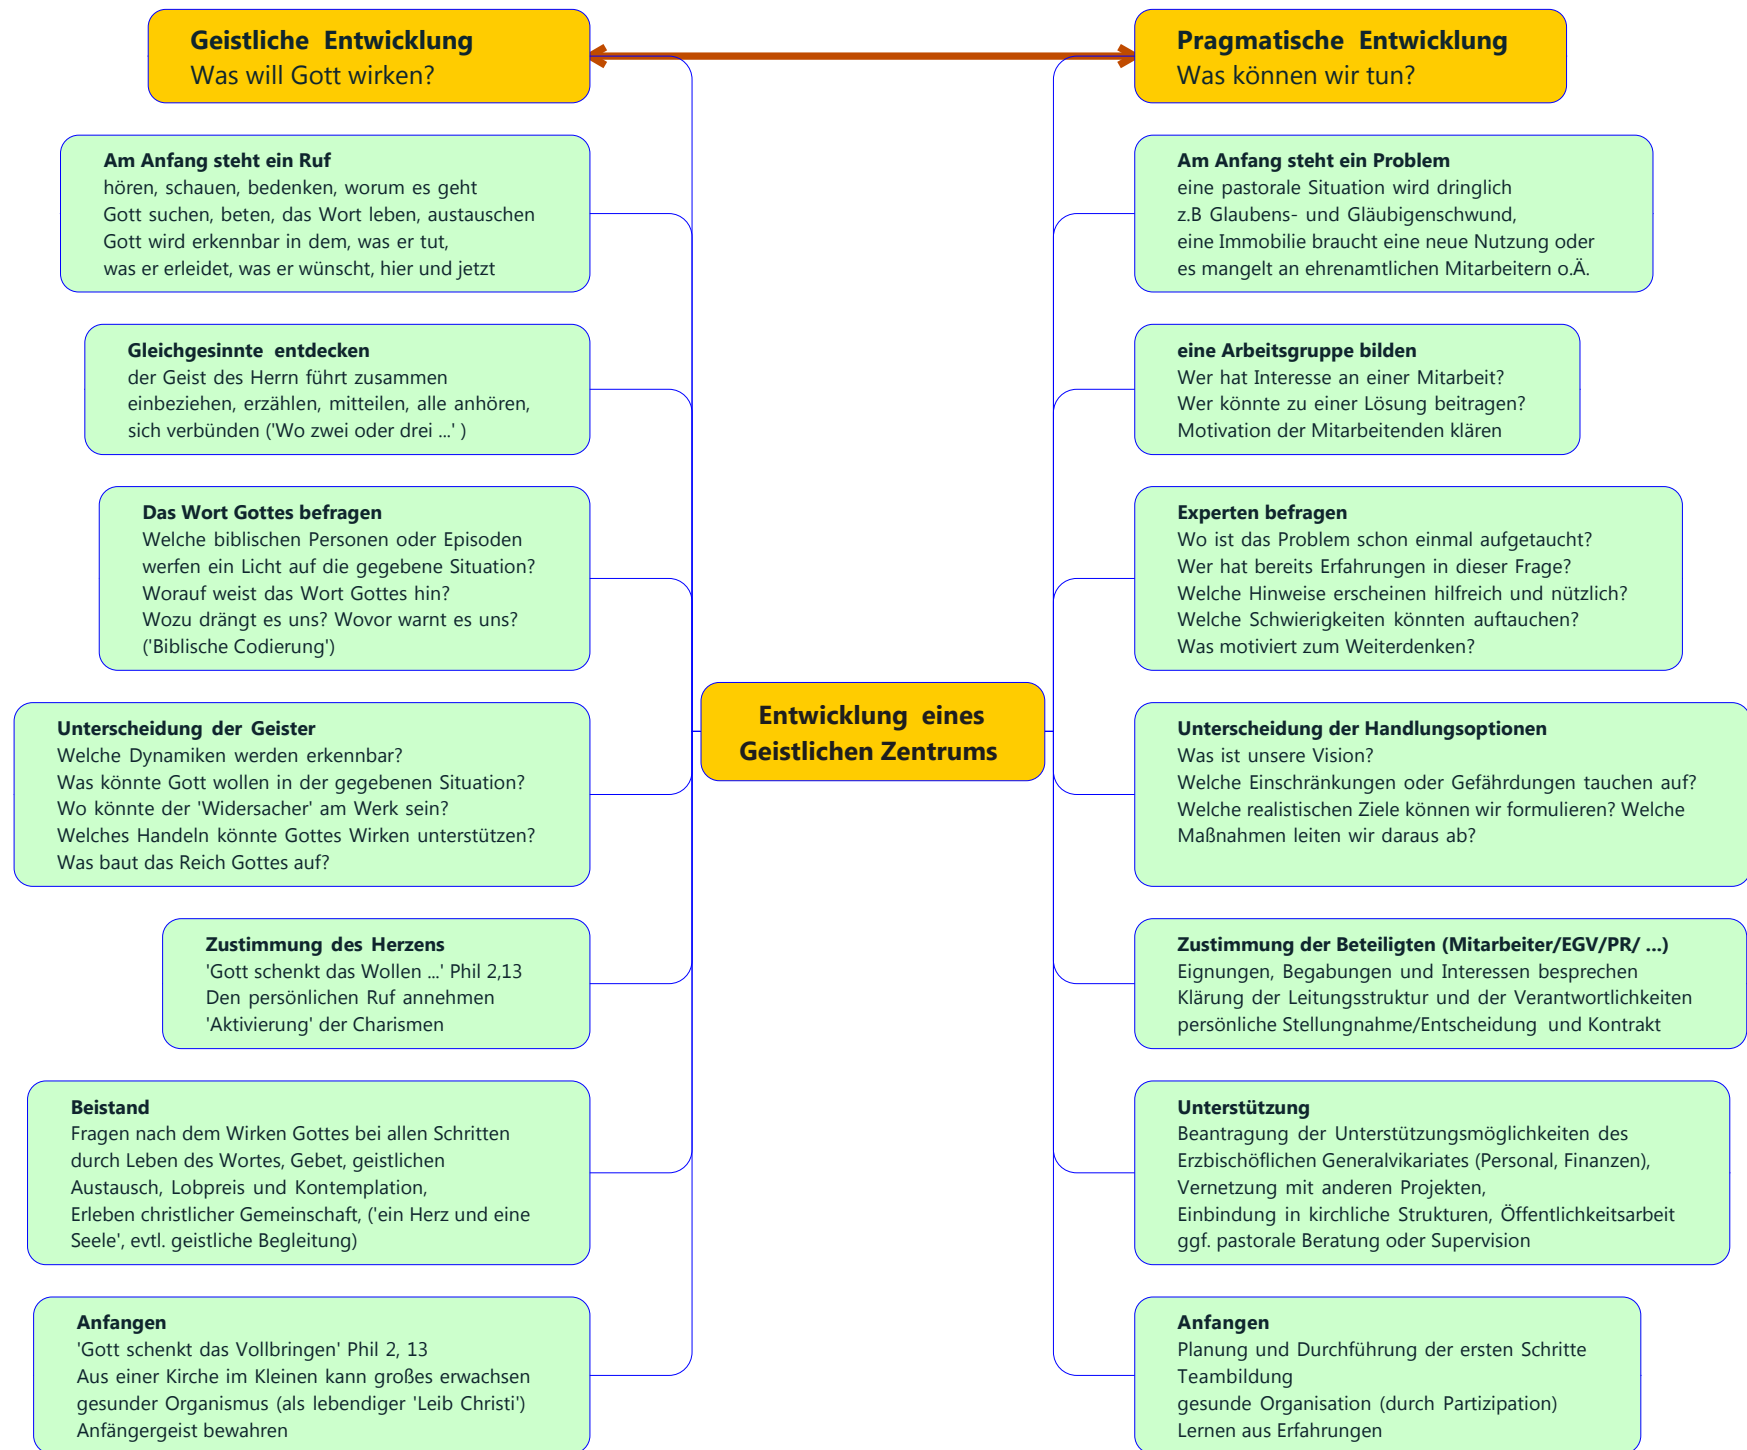 Geistliche Entwicklung
Was will Gott wirken?
Am Anfang steht ein Ruf
hören, schauen, bedenken, worum es geht
Gott suchen, beten, das Wort leben, austauschen
Gott wird erkennbar in dem, was er tut,
was er erleidet, was er wünscht, hier und jetzt
Gleichgesinnte entdecken
der Geist des Herrn führt zusammen
einbeziehen, erzählen, mitteilen, alle anhören,
sich verbünden ('Wo zwei oder drei ...' )
Das Wort Gottes befragen
Welche biblischen Personen oder Episoden
werfen ein Licht auf die gegebene Situation?
Worauf weist das Wort Gottes hin?
Wozu drängt es uns? Wovor warnt es uns?
('Biblische Codierung')
Unterscheidung der Geister
Welche Dynamiken werden erkennbar?
Was könnte Gott wollen in der gegebenen Situation?
Wo könnte der 'Widersacher' am Werk sein?
Welches Handeln könnte Gottes Wirken unterstützen?
Was baut das Reich Gottes auf?
Zustimmung des Herzens
'Gott schenkt das Wollen ...' Phil 2,13
Den persönlichen Ruf annehmen
'Aktivierung' der Charismen
Beistand
Fragen nach dem Wirken Gottes bei allen Schritten
durch Leben des Wortes, Gebet, geistlichen
Austausch, Lobpreis und Kontemplation,
Erleben christlicher Gemeinschaft, ('ein Herz und eine
Seele', evtl. geistliche Begleitung)
Anfangen
'Gott schenkt das Vollbringen' Phil 2, 13
Aus einer Kirche im Kleinen kann großes erwachsen
gesunder Organismus (als lebendiger 'Leib Christi')
Anfängergeist bewahren
Entwicklung eines
Geistlichen Zentrums
Pragmatische Entwicklung
Was können wir tun?
Am Anfang steht ein Problem
eine pastorale Situation wird dringlich
z.B Glaubens- und Gläubigenschwund,
eine Immobilie braucht eine neue Nutzung oder
es mangelt an ehrenamtlichen Mitarbeitern o.Ä.
eine Arbeitsgruppe bilden
Wer hat Interesse an einer Mitarbeit?
Wer könnte zu einer Lösung beitragen?
Motivation der Mitarbeitenden klären
Experten befragen
Wo ist das Problem schon einmal aufgetaucht?
Wer hat bereits Erfahrungen in dieser Frage?
Welche Hinweise erscheinen hilfreich und nützlich?
Welche Schwierigkeiten könnten auftauchen?
Was motiviert zum Weiterdenken?
Unterscheidung der Handlungsoptionen
Was ist unsere Vision?
Welche Einschränkungen oder Gefährdungen tauchen auf?
Welche realistischen Ziele können wir formulieren? Welche
Maßnahmen leiten wir daraus ab?
Zustimmung der Beteiligten (Mitarbeiter/EGV/PR/ ...)
Eignungen, Begabungen und Interessen besprechen
Klärung der Leitungsstruktur und der Verantwortlichkeiten
persönliche Stellungnahme/Entscheidung und Kontrakt
Unterstützung
Beantragung der Unterstützungsmöglichkeiten des
Erzbischöflichen Generalvikariates (Personal, Finanzen),
Vernetzung mit anderen Projekten,
Einbindung in kirchliche Strukturen, Öffentlichkeitsarbeit
ggf. pastorale Beratung oder Supervision
Anfangen
Planung und Durchführung der ersten Schritte
Teambildung
gesunde Organisation (durch Partizipation)
Lernen aus Erfahrungen